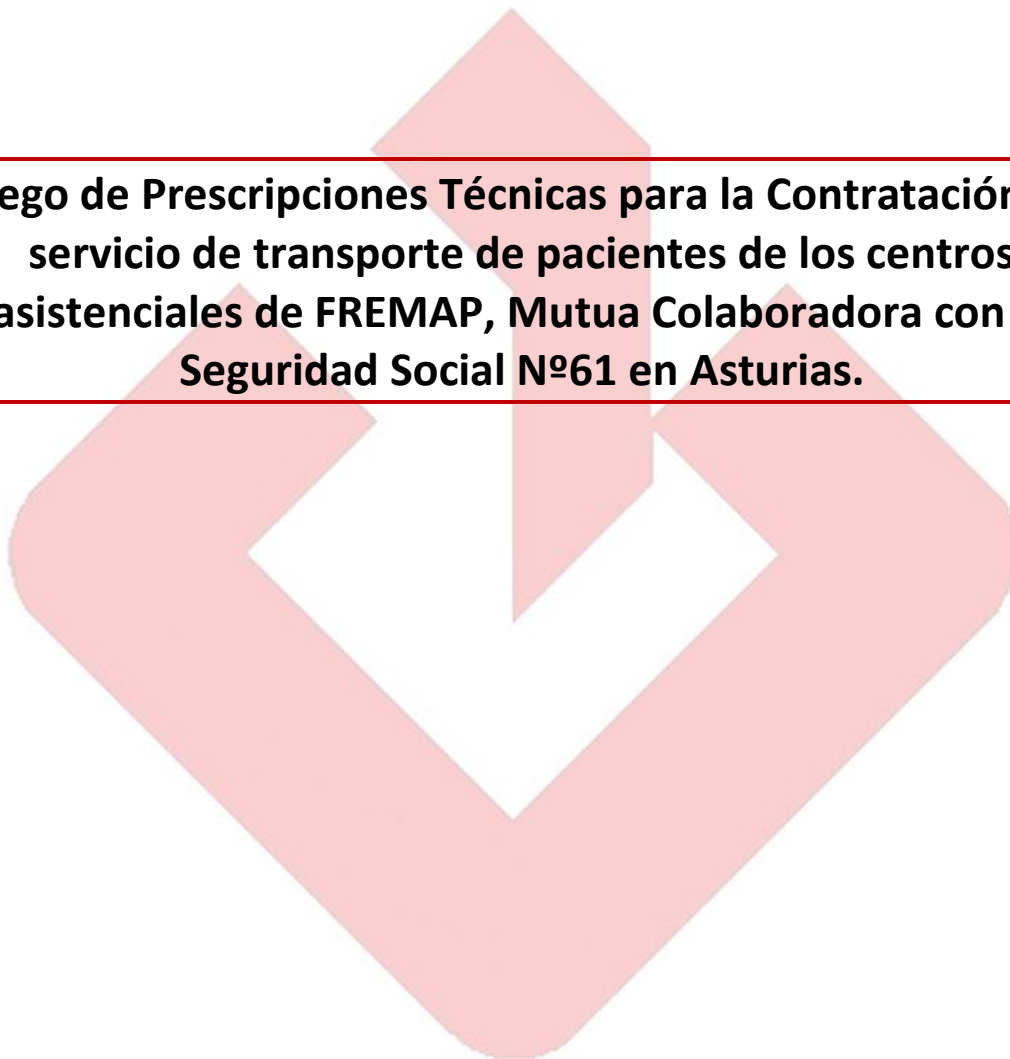 ego de Prescripciones Técnicas para la Contratación
servicio de transporte de pacientes de los centros
asistenciales de FREMAP, Mutua Colaboradora con
Seguridad Social Nº61 en Asturias.